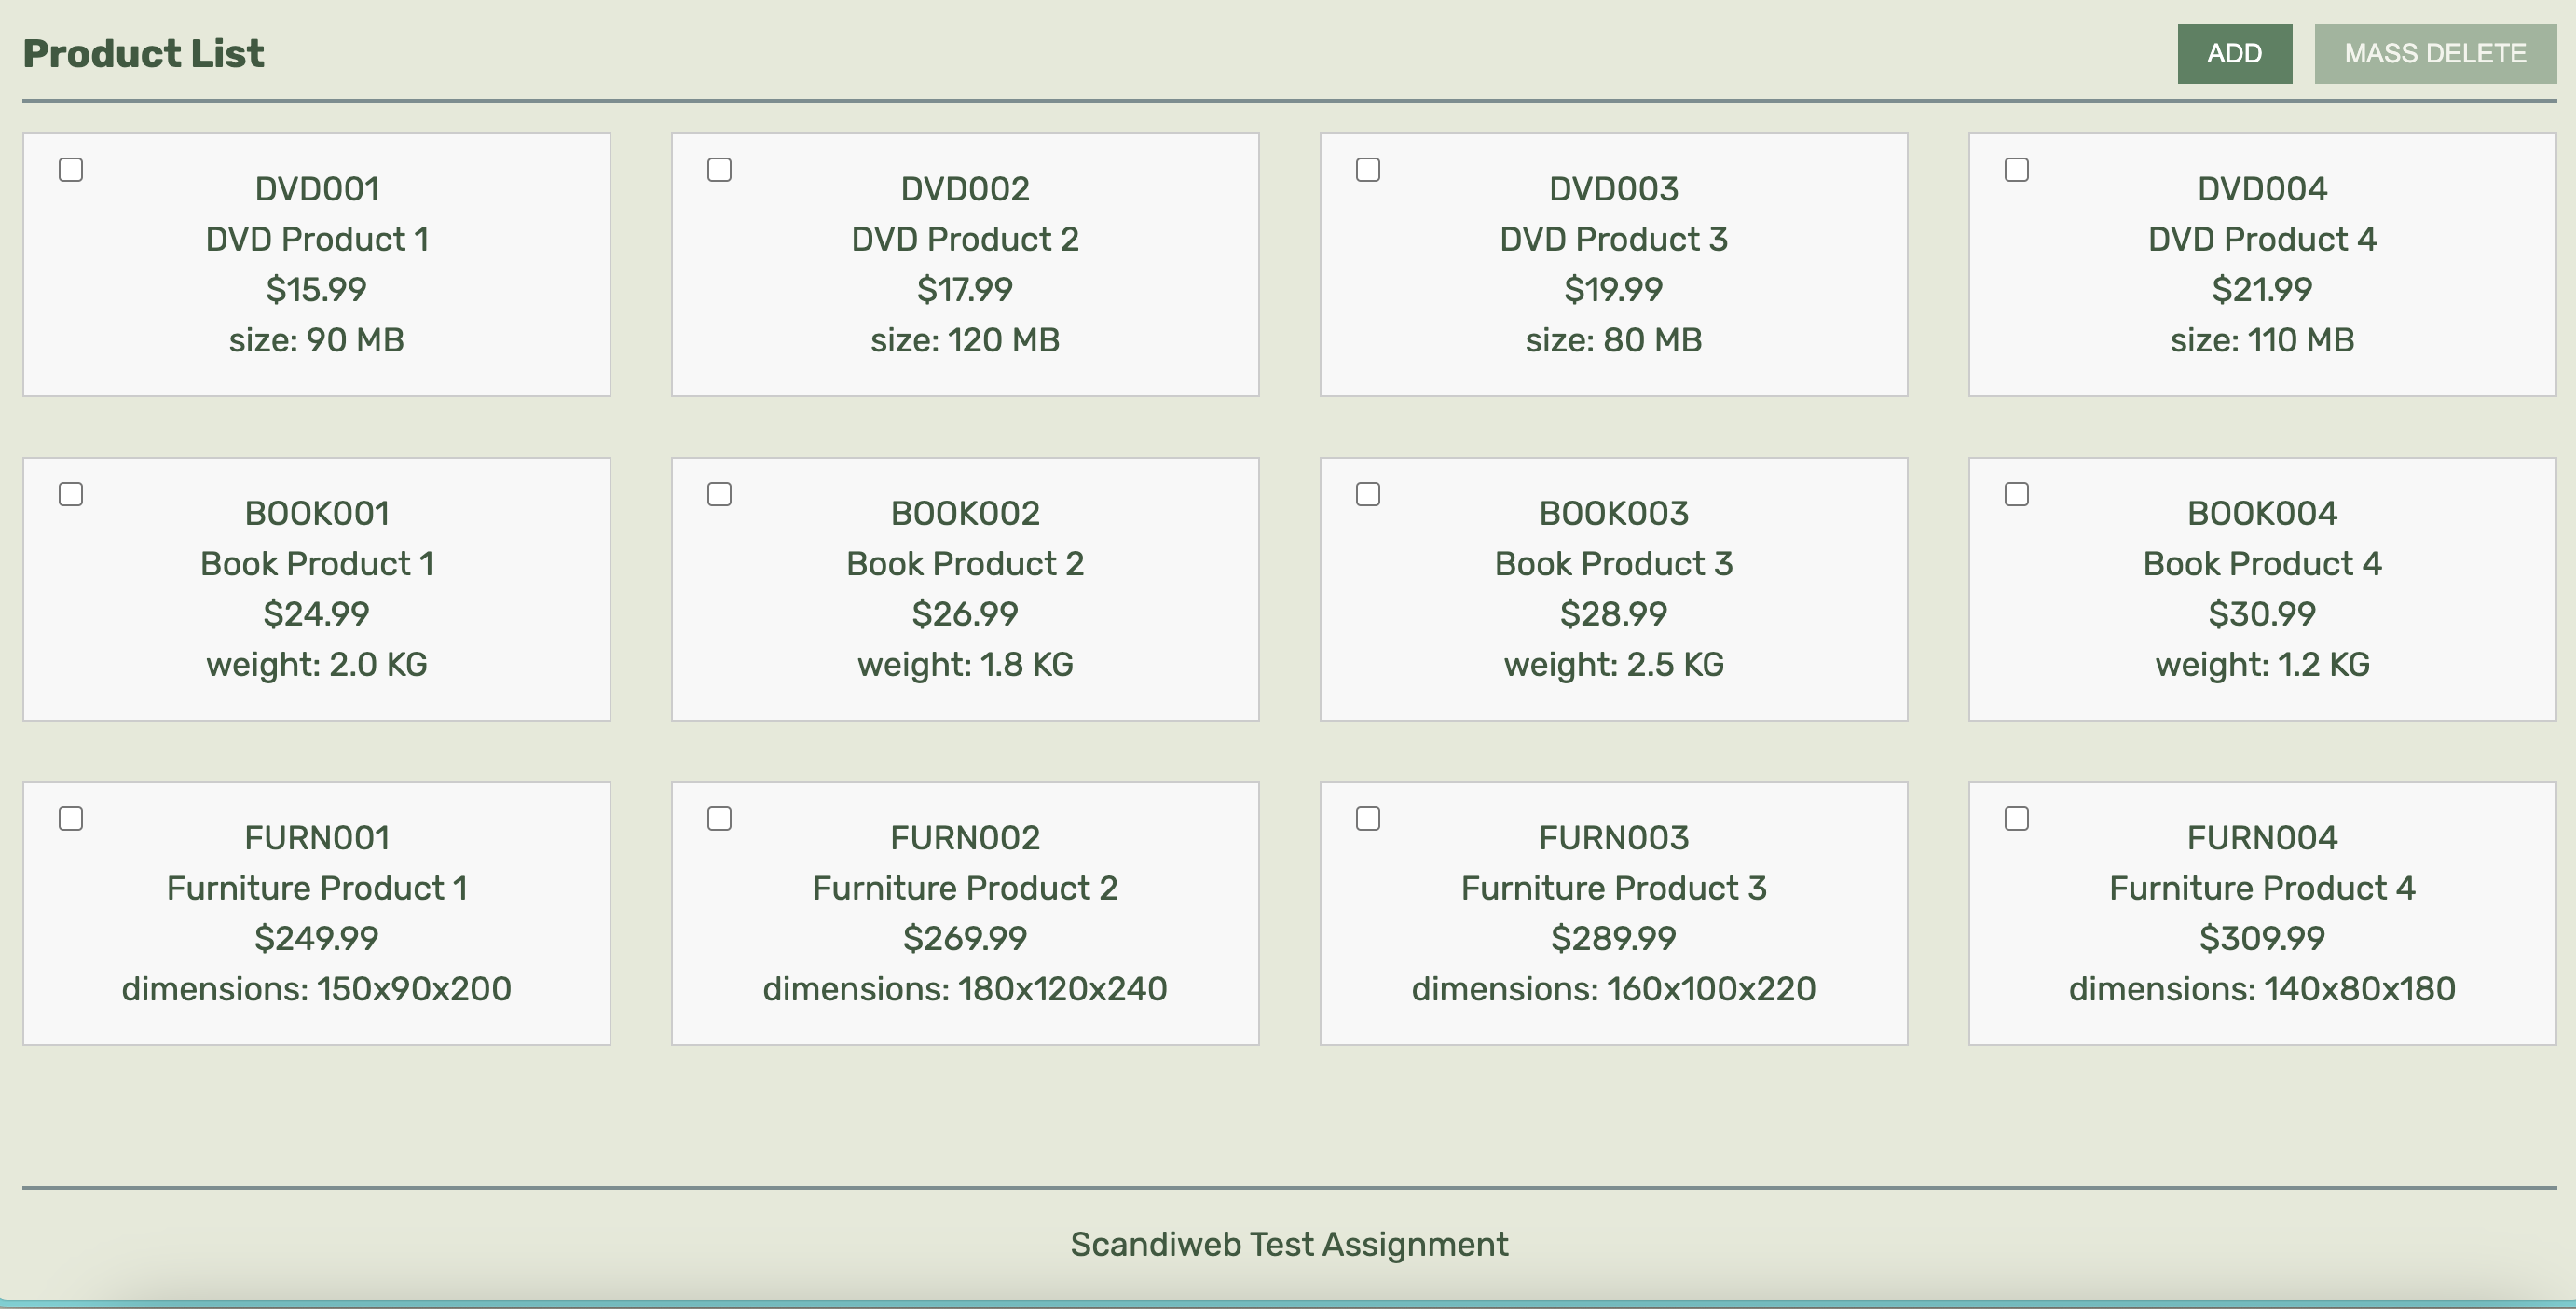 Product List
ADD
MASS DELETE
DVD001
DVD Product 1
$15.99
size: 90 MB
DVD002
DVD Product 2
$17.99
size: 120 MB
DVD003
DVD Product 3
$19.99
size: 80 MB
DVD004
DVD Product 4
$21.99
size: 110 MB
BOOK001
Book Product 1
$24.99
weight: 2.0 KG
BOOK002
Book Product 2
$26.99
weight: 1.8 KG
BOOK003
Book Product 3
$28.99
weight: 2.5 KG
BOOK004
Book Product 4
$30.99
weight: 1.2 KG
FURN001
Furniture Product 1
$249.99
dimensions: 150x90x200
FURN002
Furniture Product 2
$269.99
dimensions: 180x120x240
FURN003
Furniture Product 3
$289.99
dimensions: 160x100x220
FURN004
Furniture Product 4
$309.99
dimensions: 140x80x180
Scandiweb Test Assignment